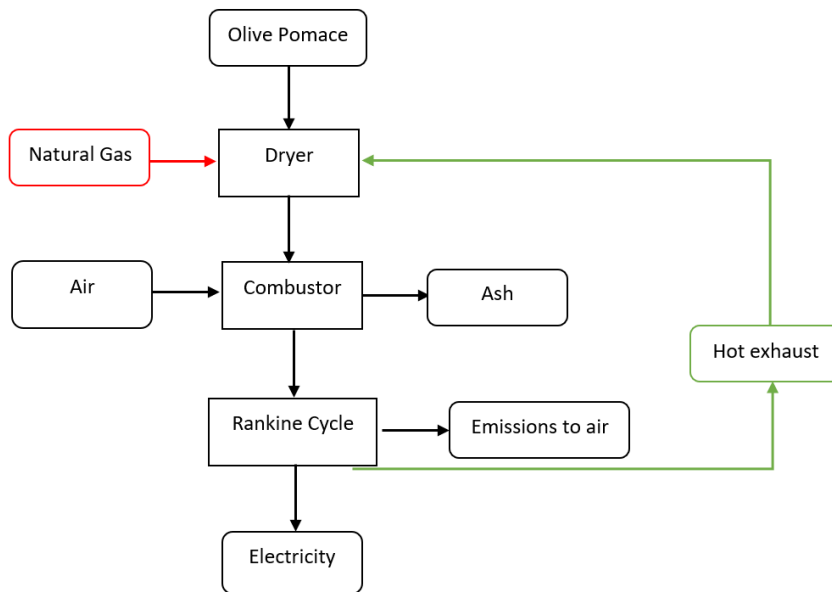 Olive Pomace
Natural Gas
Dryer
Air
Combustor
Ash
Hot exhaust
Rankine Cycle
Emissions to air
Electricity